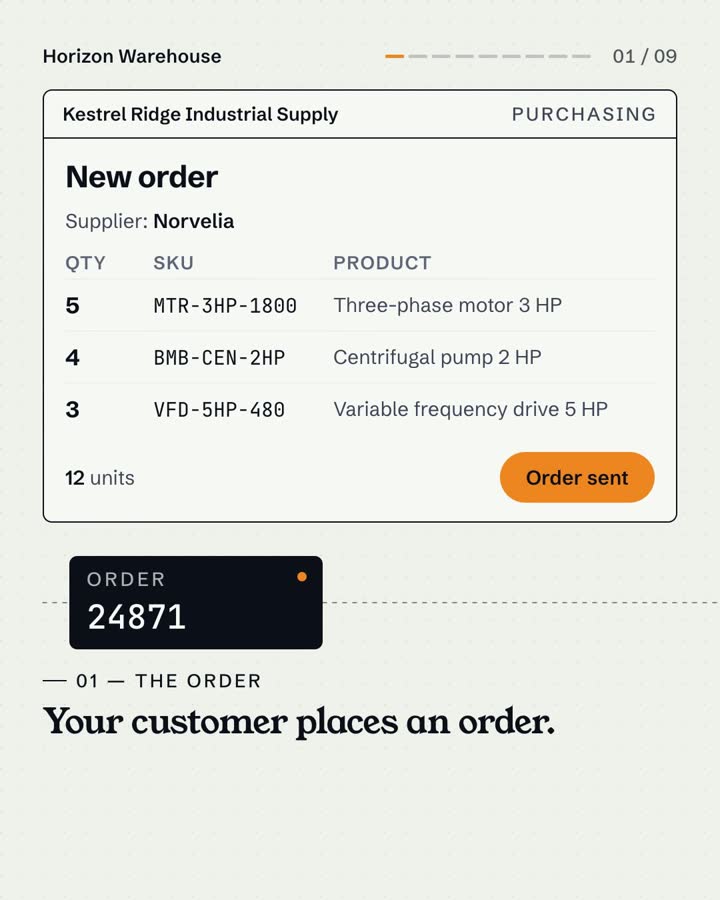 Horizon Warehouse 01 / 09
Kestrel Ridge Industrial Supply PURCHASING
New order
Supplier: Norvelia
QTY SKU PRODUCT
5 MTR-3HP-1800 Three-phase motor 3 HP
4 BMB-CEN-2HP Centrifugal pump 2 HP
3 VFD-5HP-480 Variable frequency drive 5 HP
12 units Order sent
ORDER
24871
— 01 — THE ORDER
Your customer places an order.